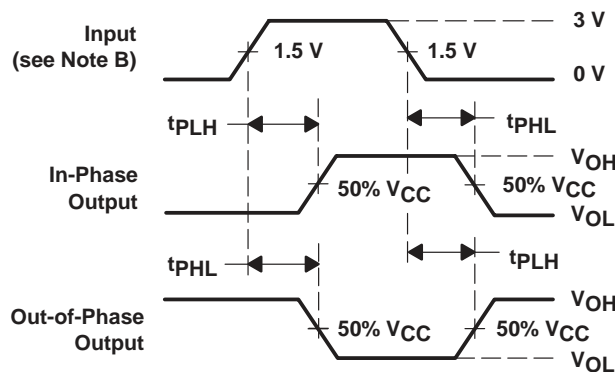 Input
(see Note B)
1.5 V
1.5 V
3 V
0 V
tPLH
tPHL
In-Phase
Output
50% VCC
VOH
50% VCC
VOL
tPHL
tPLH
Out-of-Phase
Output
50% VCC
VOH
50% VCC
VOL